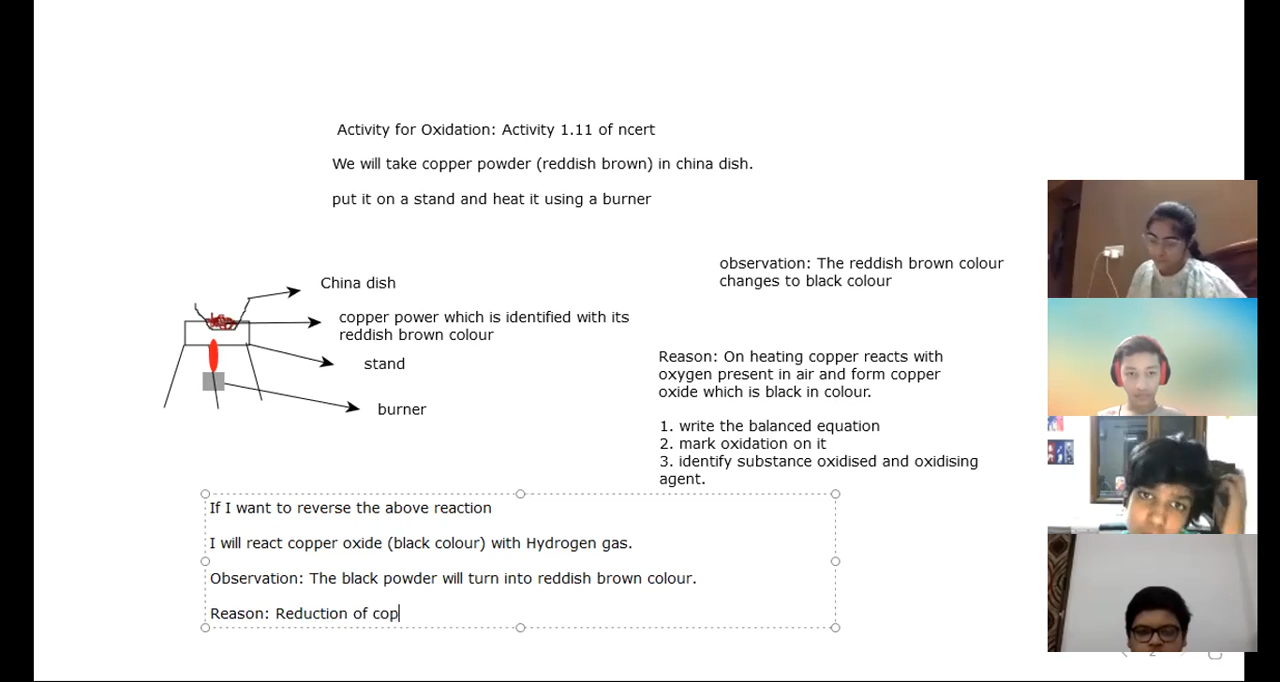 Activity for Oxidation: Activity 1.11 of ncert
We will take copper powder (reddish brown) in china dish.
put it on a stand and heat it using a burner
observation: The reddish brown colour
changes to black colour
China dish
copper power which is identified with its
reddish brown colour
stand
burner
Reason: On heating copper reacts with
oxygen present in air and form copper
oxide which is black in colour.
1. write the balanced equation
2. mark oxidation on it
3. identify substance oxidised and oxidising
agent.
If I want to reverse the above reaction
I will react copper oxide (black colour) with Hydrogen gas.
Observation: The black powder will turn into reddish brown colour.
Reason: Reduction of cop
2